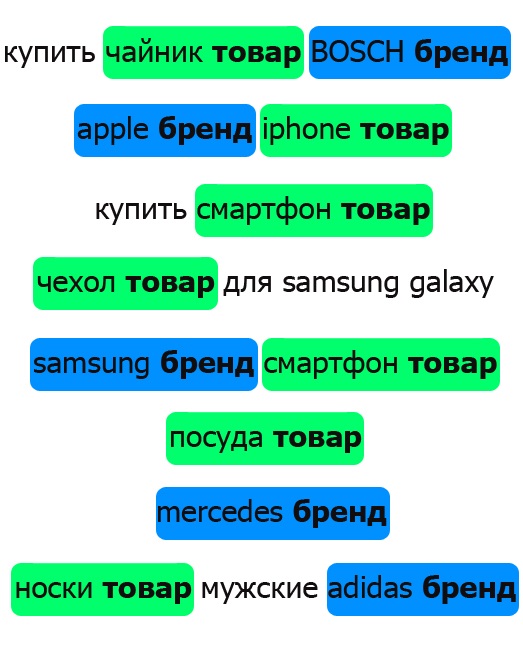 купить чайник товар BOSCH бренд
apple бренд iphone товар
купить смартфон товар
чехол товар для samsung galaxy
samsung бренд смартфон товар
посуда товар
mercedes бренд
носки товар мужские adidas бренд